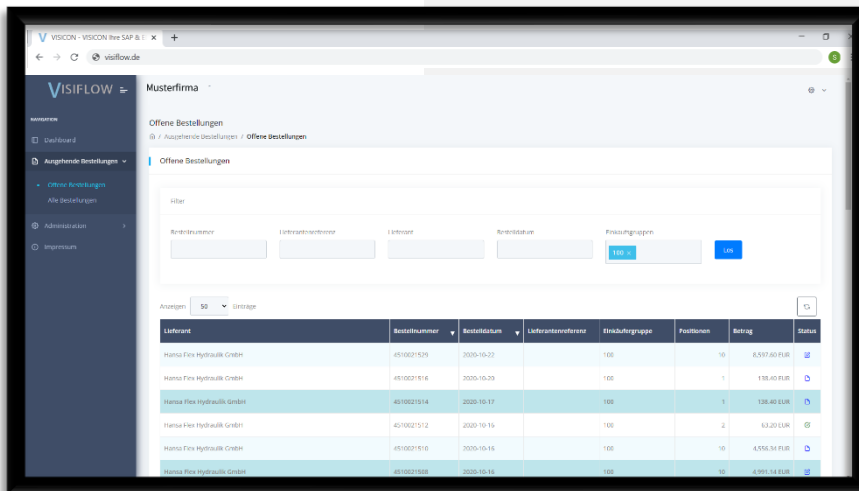 VISICON - VISICON Ihre SAP &
visiflow.de
S
VISIFLOW
Musterfirma
NAVIGATION
Dashboard
Ausgehende Bestellungen
Offene Bestellungen
Alle Bestellungen
Administration
Impressum
Offene Bestellungen
/ Ausgehende Bestellungen / Offene Bestellungen
Offene Bestellungen
Filter
Bestellnummer Lieferantenreferenz Lieferant Bestelldatum Einkaufsgruppen
100 × Los
Anzeigen 50 Einträge
Lieferant Bestellnummer Bestelldatum Lieferantenreferenz Einkäufergruppe Positionen Betrag Status
Hansa Flex Hydraulik GmbH 4510021529 2020-10-22 100 10 8,597.60 EUR
Hansa Flex Hydraulik GmbH 4510021516 2020-10-20 100 1 138.40 EUR
Hansa Flex Hydraulik GmbH 4510021514 2020-10-17 100 1 138.40 EUR
Hansa Flex Hydraulik GmbH 4510021512 2020-10-16 100 2 63.20 EUR
Hansa Flex Hydraulik GmbH 4510021510 2020-10-16 100 10 4,556.34 EUR
Hansa Flex Hydraulik GmbH 4510021508 2020-10-16 100 10 4,991.14 EUR